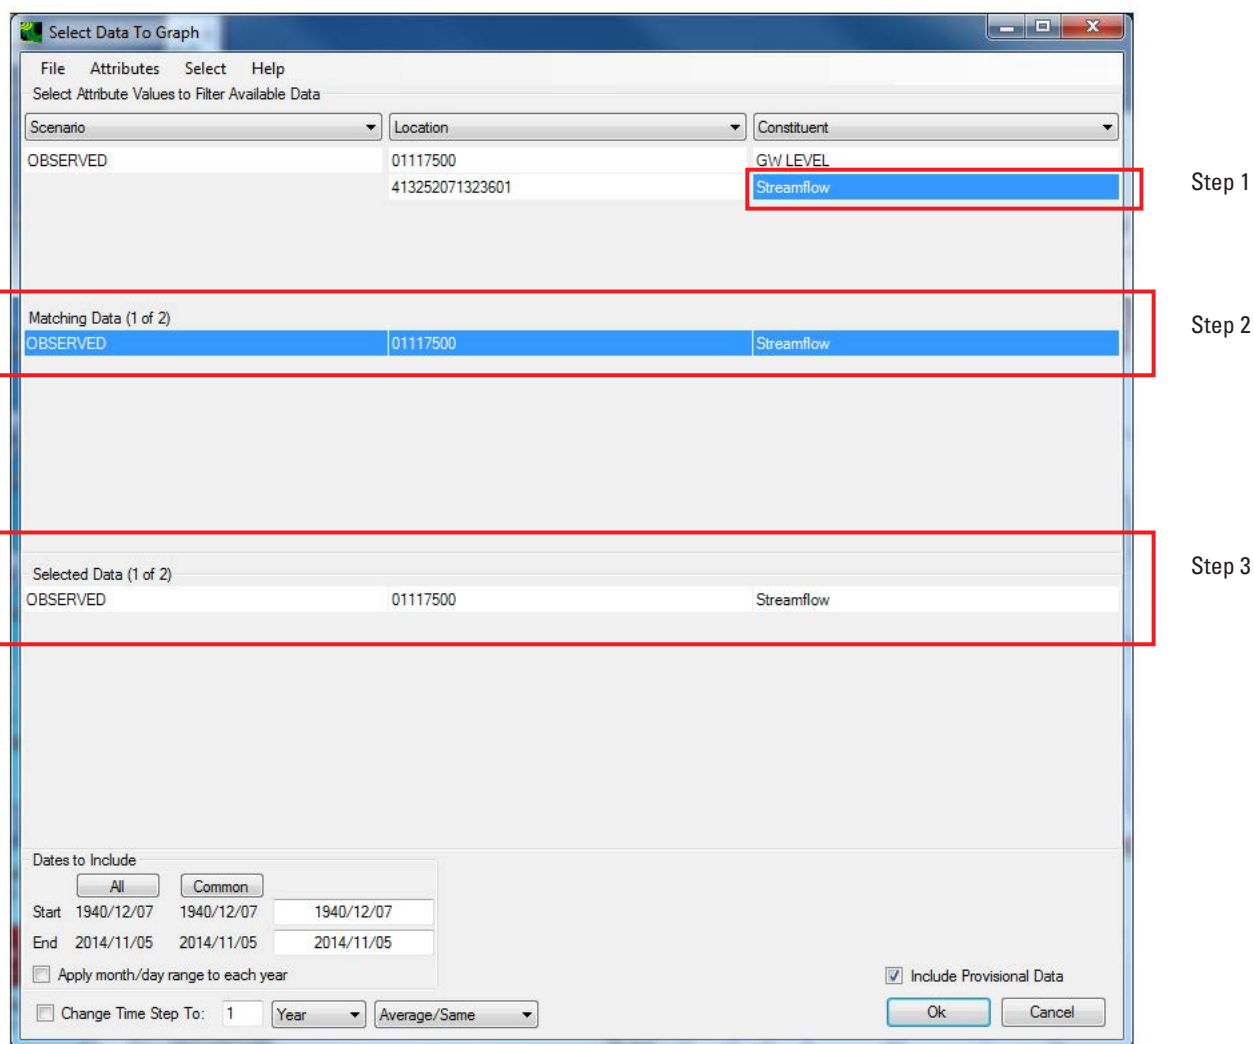 Select Data To Graph
File Attributes Select Help
Select Attribute Values to Filter Available Data
Scenario Location Constituent
OBSERVED 01117500 GW LEVEL
413252071323601 Streamflow
Step 1
Matching Data (1 of 2)
Step 2
OBSERVED 01117500 Streamflow
Selected Data (1 of 2)
Step 3
OBSERVED 01117500 Streamflow
Dates to Include
All Common
Start 1940/12/07 1940/12/07 1940/12/07
End 2014/11/05 2014/11/05 2014/11/05
Apply month/day range to each year
Include Provisional Data
Change Time Step To: 1 Year Average/Same
Ok Cancel